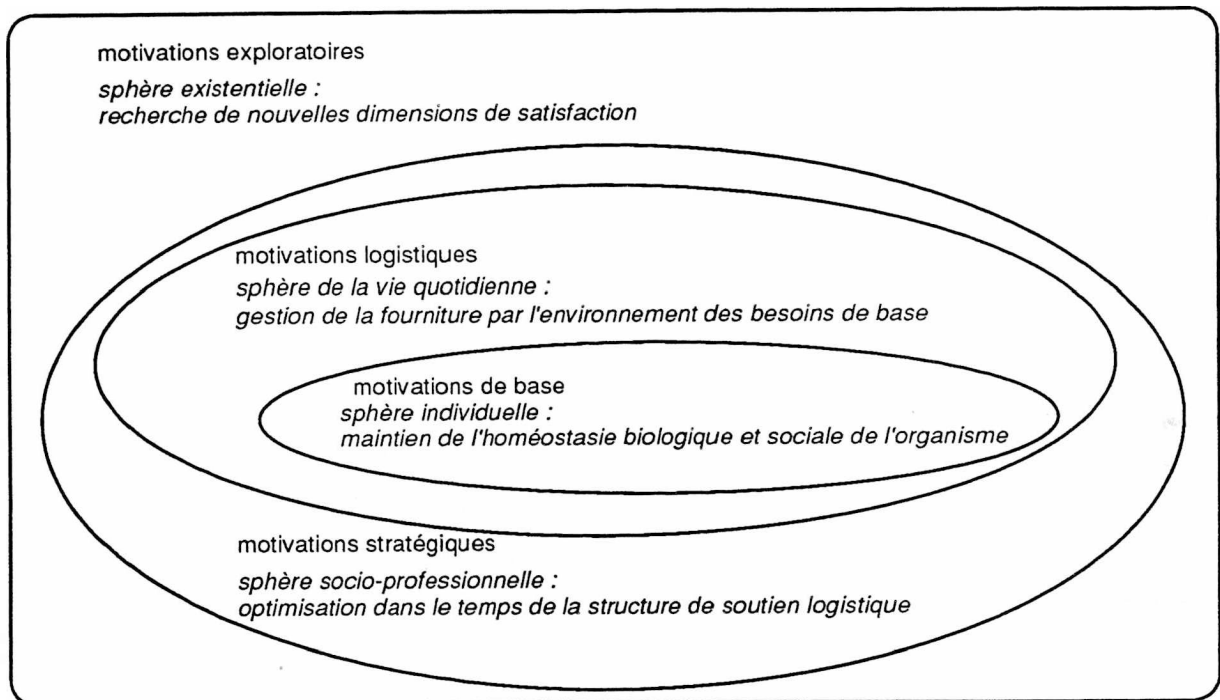 motivations exploratoires
sphère existentielle :
recherche de nouvelles dimensions de satisfaction
motivations logistiques
sphère de la vie quotidienne :
gestion de la fourniture par l'environnement des besoins de base
motivations de base
sphère individuelle :
maintien de l'homéostasie biologique et sociale de l'organisme
motivations stratégiques
sphère socio-professionnelle :
optimisation dans le temps de la structure de soutien logistique